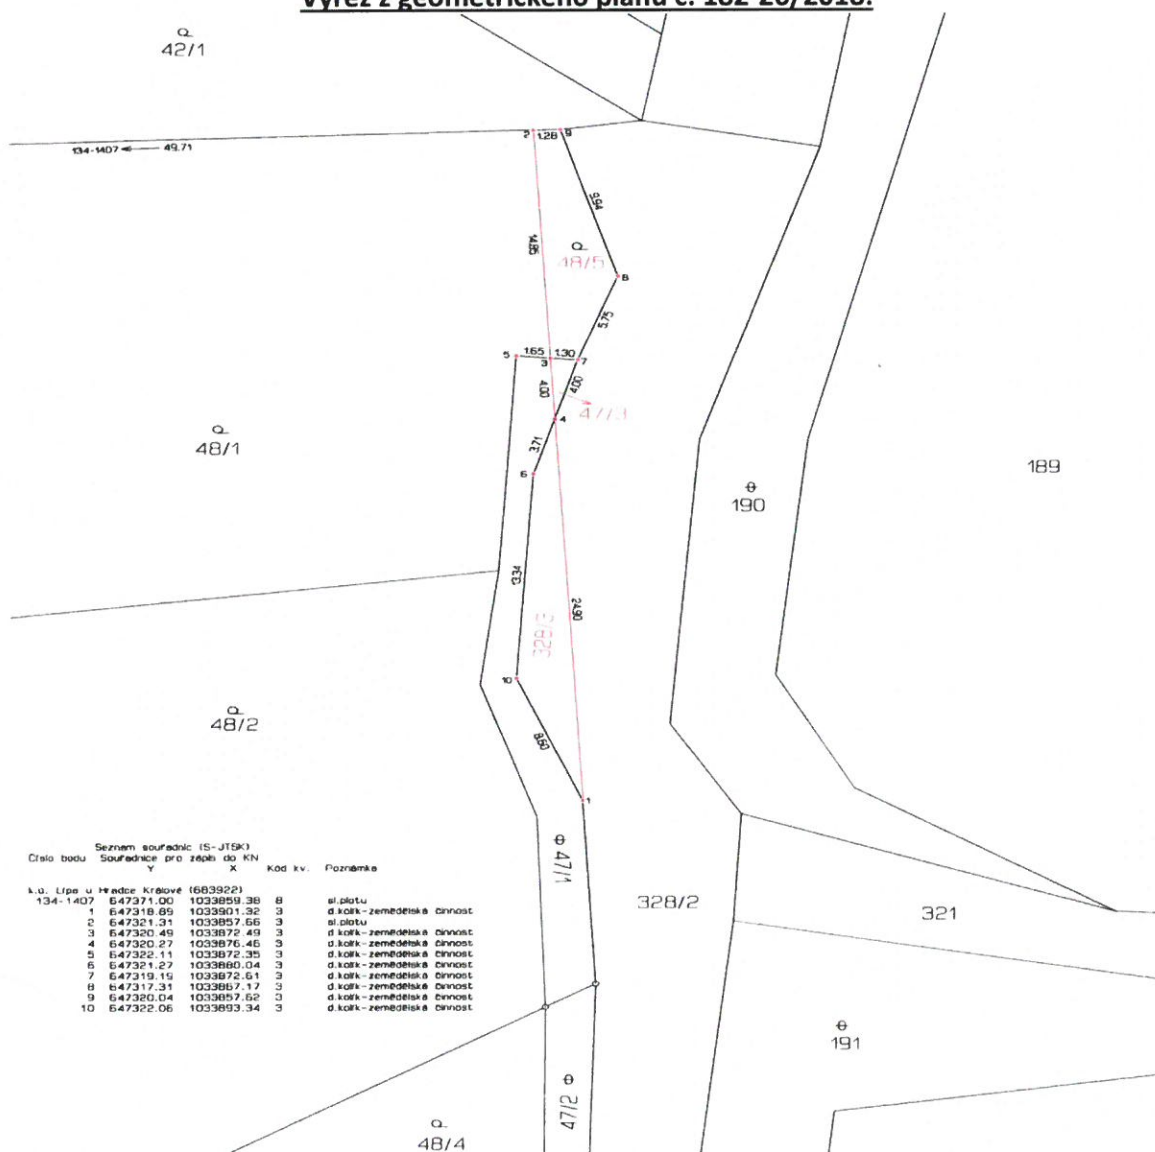 Výřez z geometrického plánu č. 182-26/2018.
42/1
2 1.28 9
134-1407 49.71
9.94
14.85
48/5
8
5.75
5 1.65 3 1.30 7
4.00
4.00
47/3
4
3.71
48/1
6
189
190
13.34
24.90
328/3
10
48/2
8.60
1
47/1
Seznam souřadnic (S-JTSK)
Číslo bodu Souřadnice pro zápis do KN
Y X Kód kv. Poznámka
k.ú. Lípa u Hradce Králové (683922)
134-1407 647371.00 1033859.38 8 sl.plotu
1 647318.89 1033901.32 3 d.kolík-zemědělská činnost
2 647321.31 1033857.66 3 sl.plotu
3 647320.49 1033872.49 3 d.kolík-zemědělská činnost
4 647320.27 1033876.46 3 d.kolík-zemědělská činnost
5 647322.11 1033872.35 3 d.kolík-zemědělská činnost
6 647321.27 1033880.04 3 d.kolík-zemědělská činnost
7 647319.19 1033872.61 3 d.kolík-zemědělská činnost
8 647317.31 1033867.17 3 d.kolík-zemědělská činnost
9 647320.04 1033857.62 3 d.kolík-zemědělská činnost
10 647322.06 1033893.34 3 d.kolík-zemědělská činnost
328/2
321
191
47/2
48/4